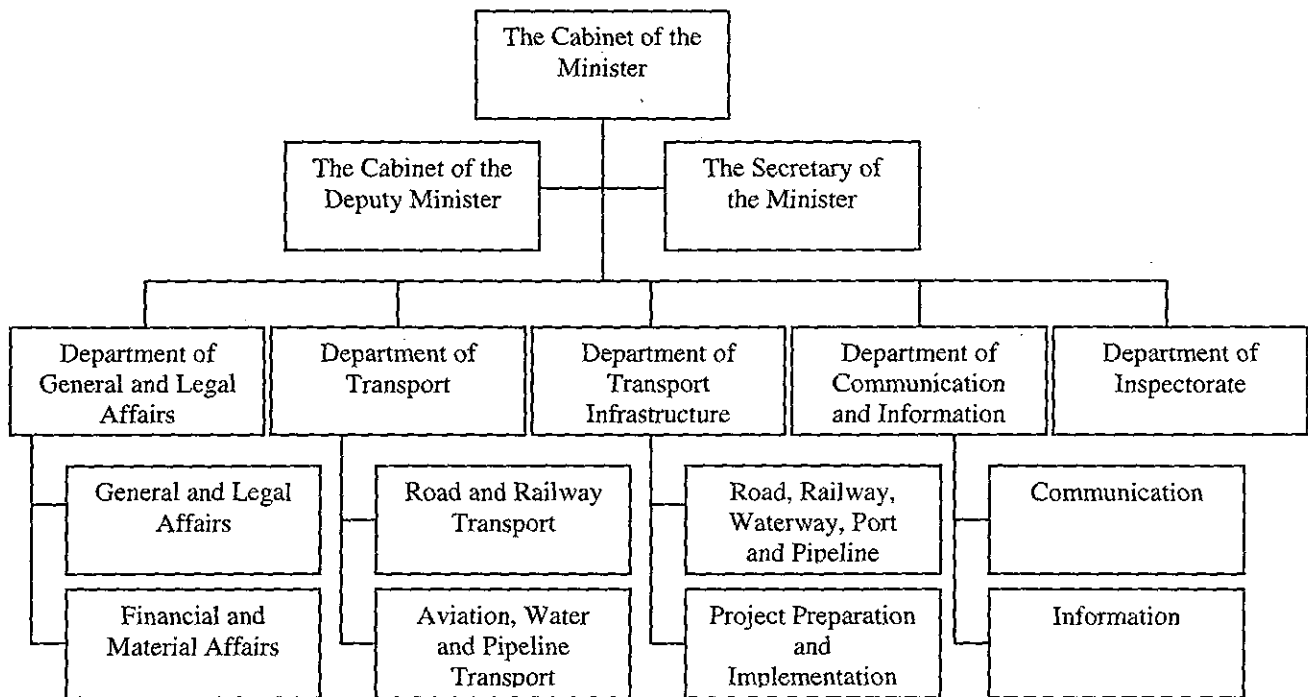 The Cabinet of the
Minister
The Cabinet of the
Deputy Minister
The Secretary of
the Minister
Department of
General and Legal
Affairs
Department of
Transport
Department of
Transport
Infrastructure
Department of
Communication
and Information
Department of
Inspectorate
General and Legal
Affairs
Road and Railway
Transport
Road, Railway,
Waterway, Port
and Pipeline
Communication
Financial and
Material Affairs
Aviation, Water
and Pipeline
Transport
Project Preparation
and
Implementation
Information